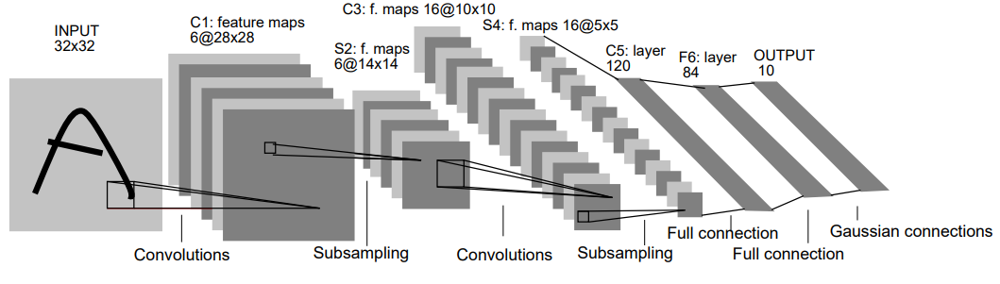 INPUT
32x32
C1: feature maps
6@28x28
S2: f. maps
6@14x14
C3: f. maps 16@10x10
S4: f. maps 16@5x5
C5: layer
120
F6: layer
84
OUTPUT
10
Convolutions
Subsampling
Convolutions
Subsampling
Full connection
Full connection
Gaussian connections